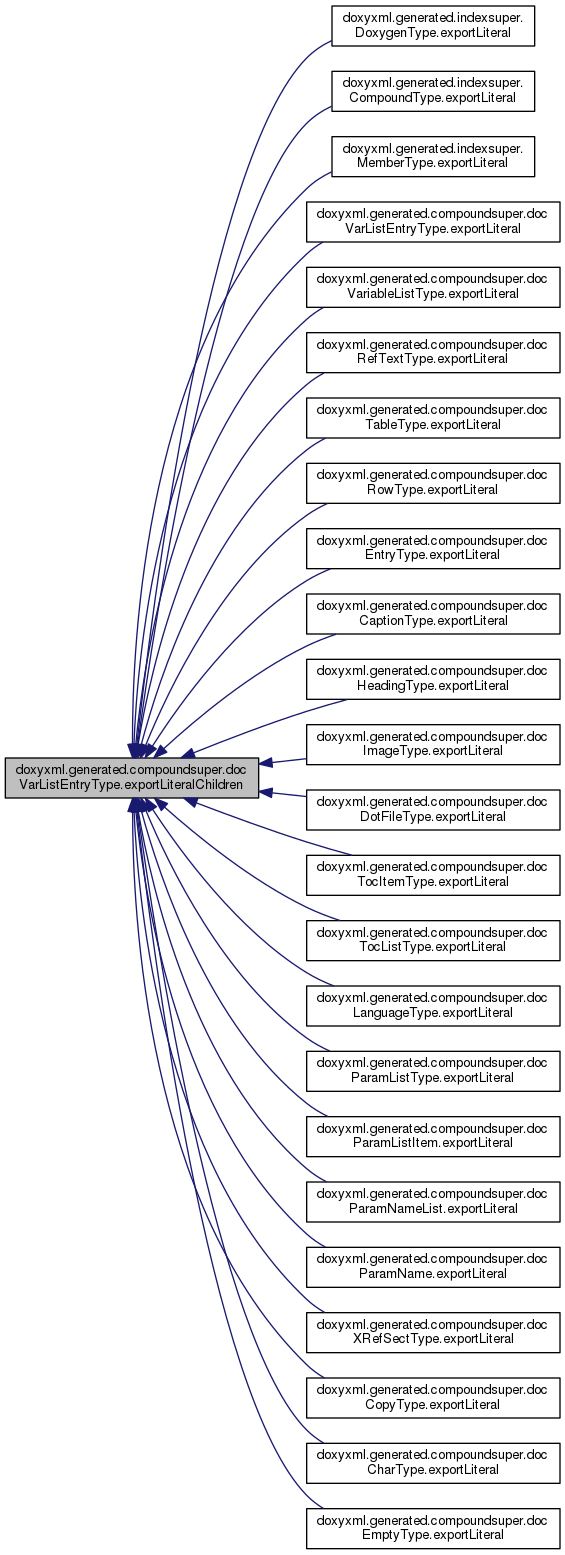 doxyxml.generated.indexsuper.
DoxygenType.exportLiteral
doxyxml.generated.indexsuper.
CompoundType.exportLiteral
doxyxml.generated.indexsuper.
MemberType.exportLiteral
doxyxml.generated.compoundsuper.doc
VarListEntryType.exportLiteral
doxyxml.generated.compoundsuper.doc
VariableListType.exportLiteral
doxyxml.generated.compoundsuper.doc
RefTextType.exportLiteral
doxyxml.generated.compoundsuper.doc
TableType.exportLiteral
doxyxml.generated.compoundsuper.doc
RowType.exportLiteral
doxyxml.generated.compoundsuper.doc
EntryType.exportLiteral
doxyxml.generated.compoundsuper.doc
CaptionType.exportLiteral
doxyxml.generated.compoundsuper.doc
HeadingType.exportLiteral
doxyxml.generated.compoundsuper.doc
ImageType.exportLiteral
doxyxml.generated.compoundsuper.doc
VarListEntryType.exportLiteralChildren
doxyxml.generated.compoundsuper.doc
DotFileType.exportLiteral
doxyxml.generated.compoundsuper.doc
TocItemType.exportLiteral
doxyxml.generated.compoundsuper.doc
TocListType.exportLiteral
doxyxml.generated.compoundsuper.doc
LanguageType.exportLiteral
doxyxml.generated.compoundsuper.doc
ParamListType.exportLiteral
doxyxml.generated.compoundsuper.doc
ParamListItem.exportLiteral
doxyxml.generated.compoundsuper.doc
ParamNameList.exportLiteral
doxyxml.generated.compoundsuper.doc
ParamName.exportLiteral
doxyxml.generated.compoundsuper.doc
XRefSectType.exportLiteral
doxyxml.generated.compoundsuper.doc
CopyType.exportLiteral
doxyxml.generated.compoundsuper.doc
CharType.exportLiteral
doxyxml.generated.compoundsuper.doc
EmptyType.exportLiteral